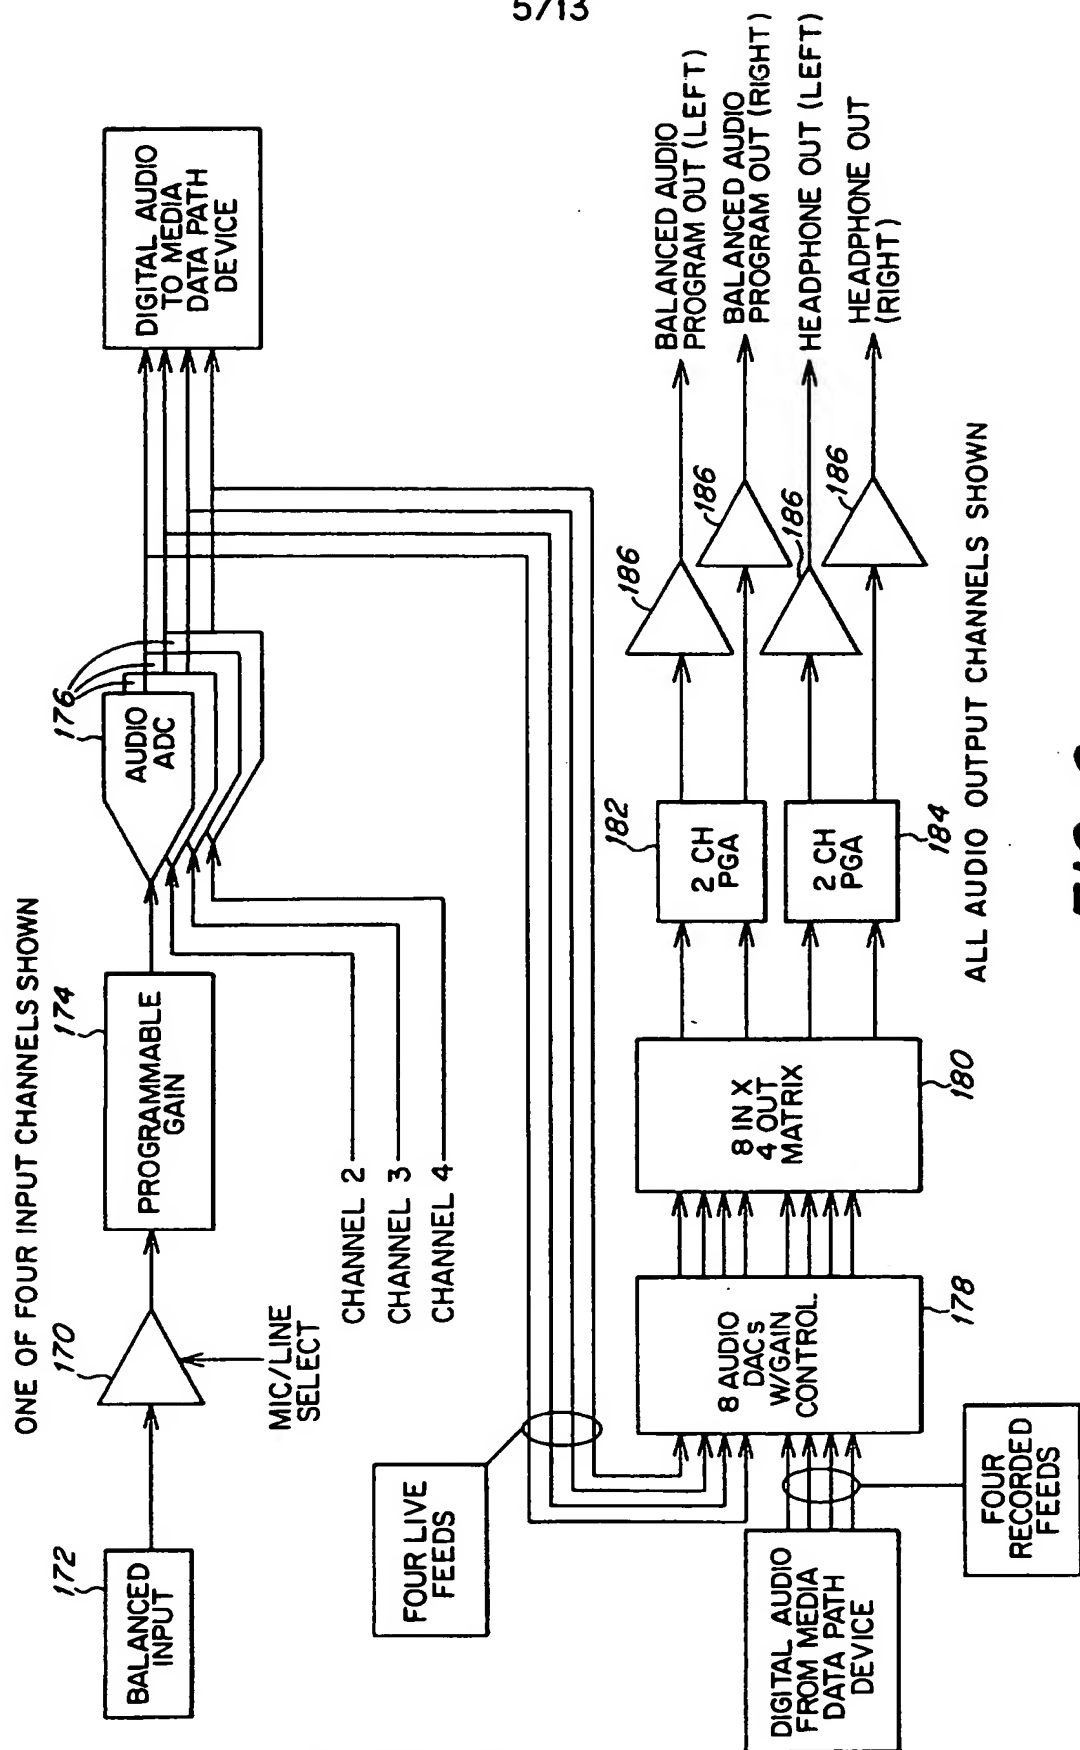 5/13
ONE OF FOUR INPUT CHANNELS SHOWN
172
BALANCED
INPUT
170
MIC/LINE
SELECT
174
PROGRAMMABLE
GAIN
176
AUDIO
ADC
DIGITAL AUDIO
TO MEDIA
DATA PATH
DEVICE
CHANNEL 2
CHANNEL 3
CHANNEL 4
FOUR LIVE
FEEDS
DIGITAL AUDIO
FROM MEDIA
DATA PATH
DEVICE
FOUR
RECORDED
FEEDS
8 AUDIO
DACs
W/GAIN
CONTROL
178
8 IN X
4 OUT
MATRIX
180
182
2 CH
PGA
2 CH
PGA
184
186
186
186
186
BALANCED AUDIO
PROGRAM OUT (LEFT)
BALANCED AUDIO
PROGRAM OUT (RIGHT)
HEADPHONE OUT (LEFT)
HEADPHONE OUT
(RIGHT)
ALL AUDIO OUTPUT CHANNELS SHOWN